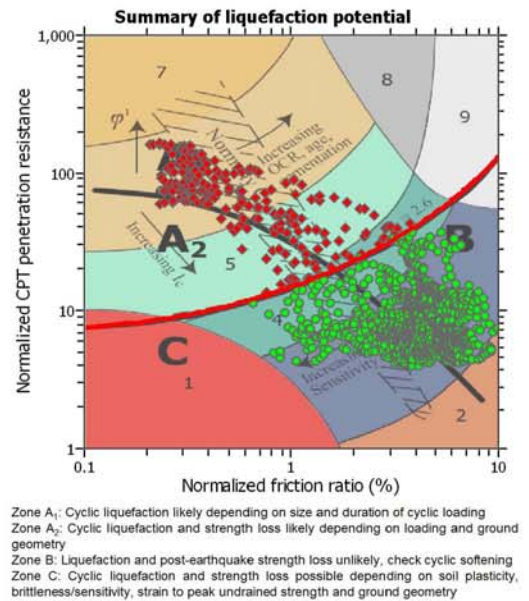 Summary of liquefaction potential
1,000
7
8
9
φ'
Increasing
OCR, age,
cementation
100
2.6
A₂
B
Increasing Ic
5
10
4
C
1
Increasing
Sensitivity
2
1
0.1
1
10
Normalized CPT penetration resistance
Normalized friction ratio (%)
Zone A₁: Cyclic liquefaction likely depending on size and duration of cyclic loading
Zone A₂: Cyclic liquefaction and strength loss likely depending on loading and ground
geometry
Zone B: Liquefaction and post-earthquake strength loss unlikely, check cyclic softening
Zone C: Cyclic liquefaction and strength loss possible depending on soil plasticity,
brittleness/sensitivity, strain to peak undrained strength and ground geometry